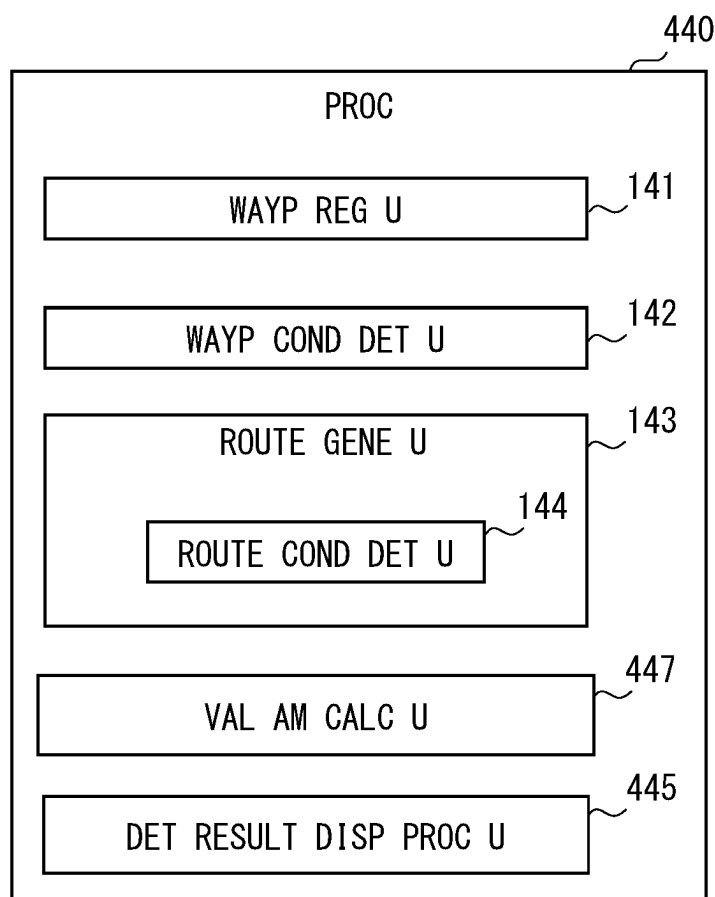 440
PROC
WAYP REG U
141
WAYP COND DET U
142
ROUTE GENE U
143
ROUTE COND DET U
144
VAL AM CALC U
447
DET RESULT DISP PROC U
445